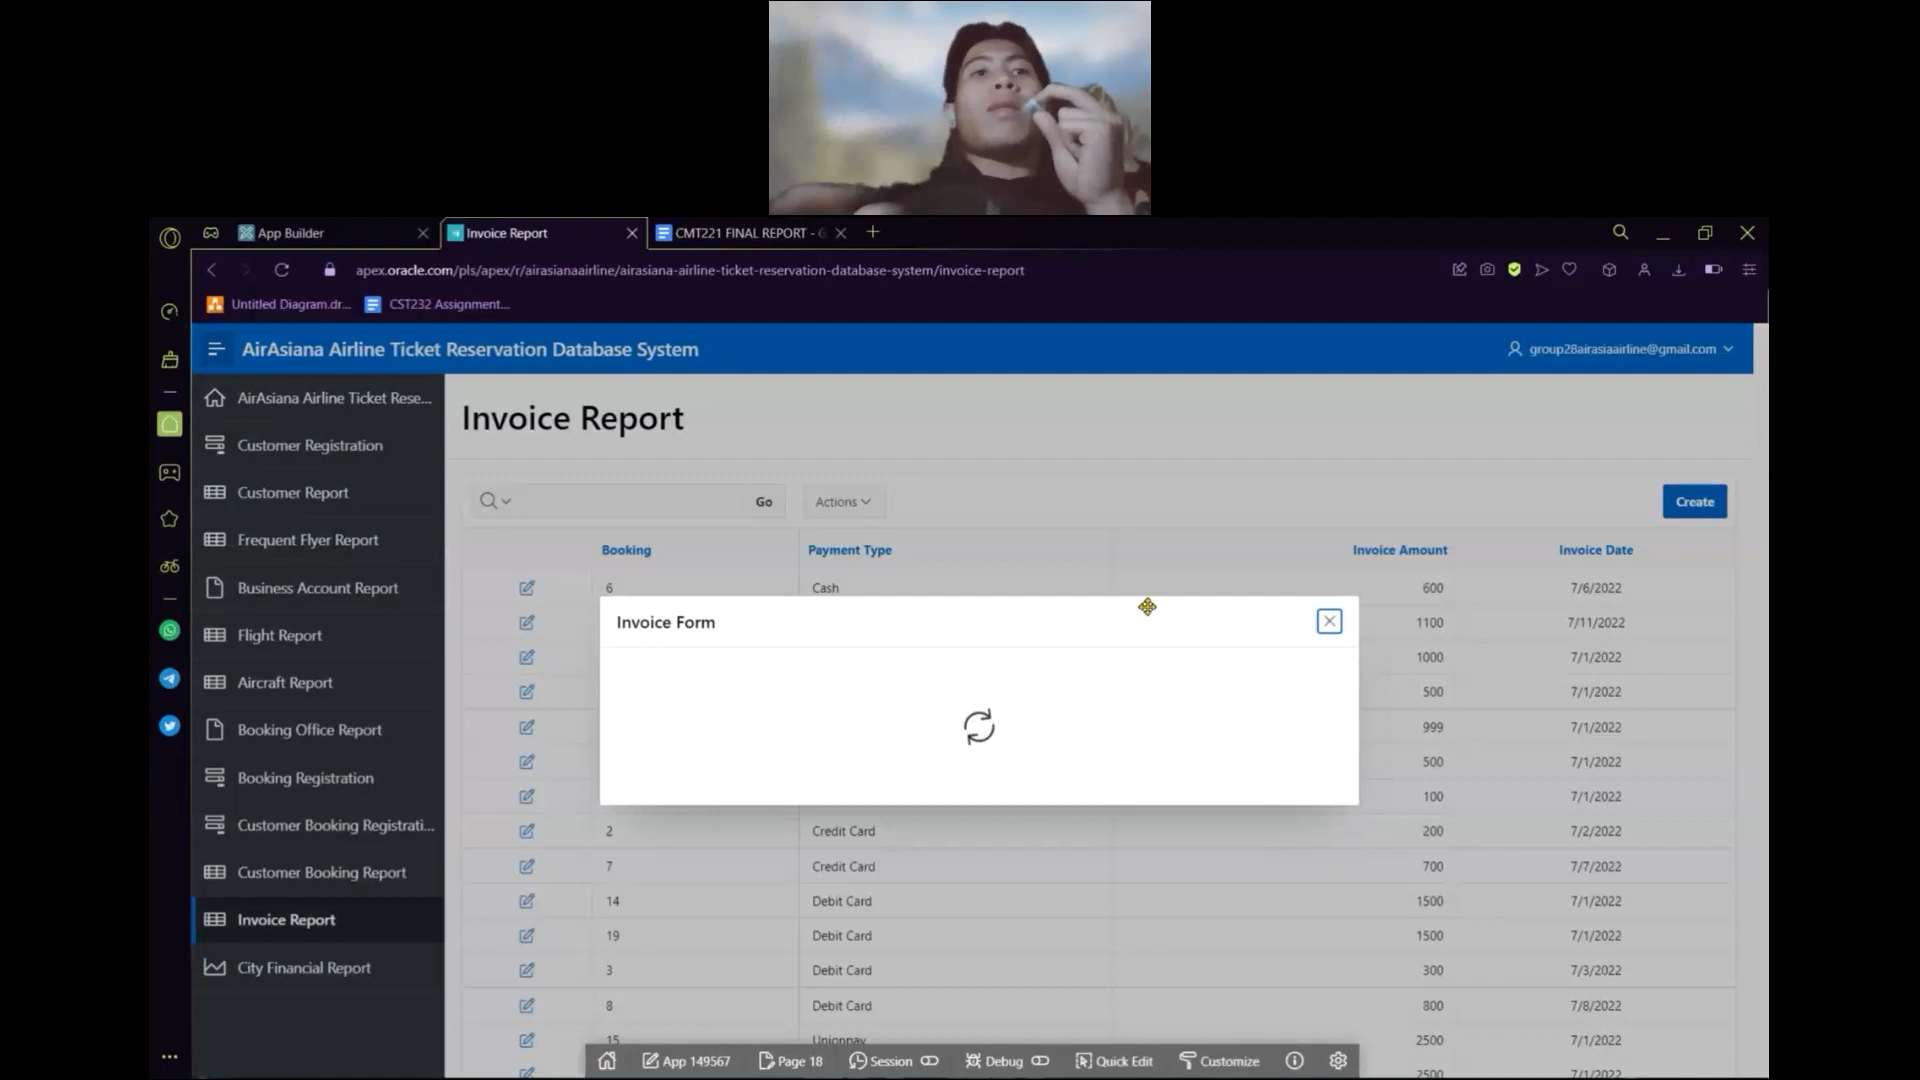 App Builder
Invoice Report
CMT221 FINAL REPORT - G
apex.oracle.com/pls/apex/r/airasianaairline/airasiana-airline-ticket-reservation-database-system/invoice-report
Untitled Diagram.dr...
CST232 Assignment...
AirAsiana Airline Ticket Reservation Database System
group28airasiaairline@gmail.com
AirAsiana Airline Ticket Rese...
Customer Registration
Customer Report
Frequent Flyer Report
Business Account Report
Flight Report
Aircraft Report
Booking Office Report
Booking Registration
Customer Booking Registrati...
Customer Booking Report
Invoice Report
City Financial Report
Invoice Report
Go
Actions
Create
Booking Payment Type Invoice Amount Invoice Date
6 Cash 600 7/6/2022
1100 7/11/2022
1000 7/1/2022
500 7/1/2022
999 7/1/2022
500 7/1/2022
100 7/1/2022
Invoice Form
2 Credit Card 200 7/2/2022
7 Credit Card 700 7/7/2022
14 Debit Card 1500 7/1/2022
19 Debit Card 1500 7/1/2022
3 Debit Card 300 7/3/2022
8 Debit Card 800 7/8/2022
15 Unionpay 2500 7/1/2022
2500 7/1/2022
App 149567
Page 18
Session
Debug
Quick Edit
Customize